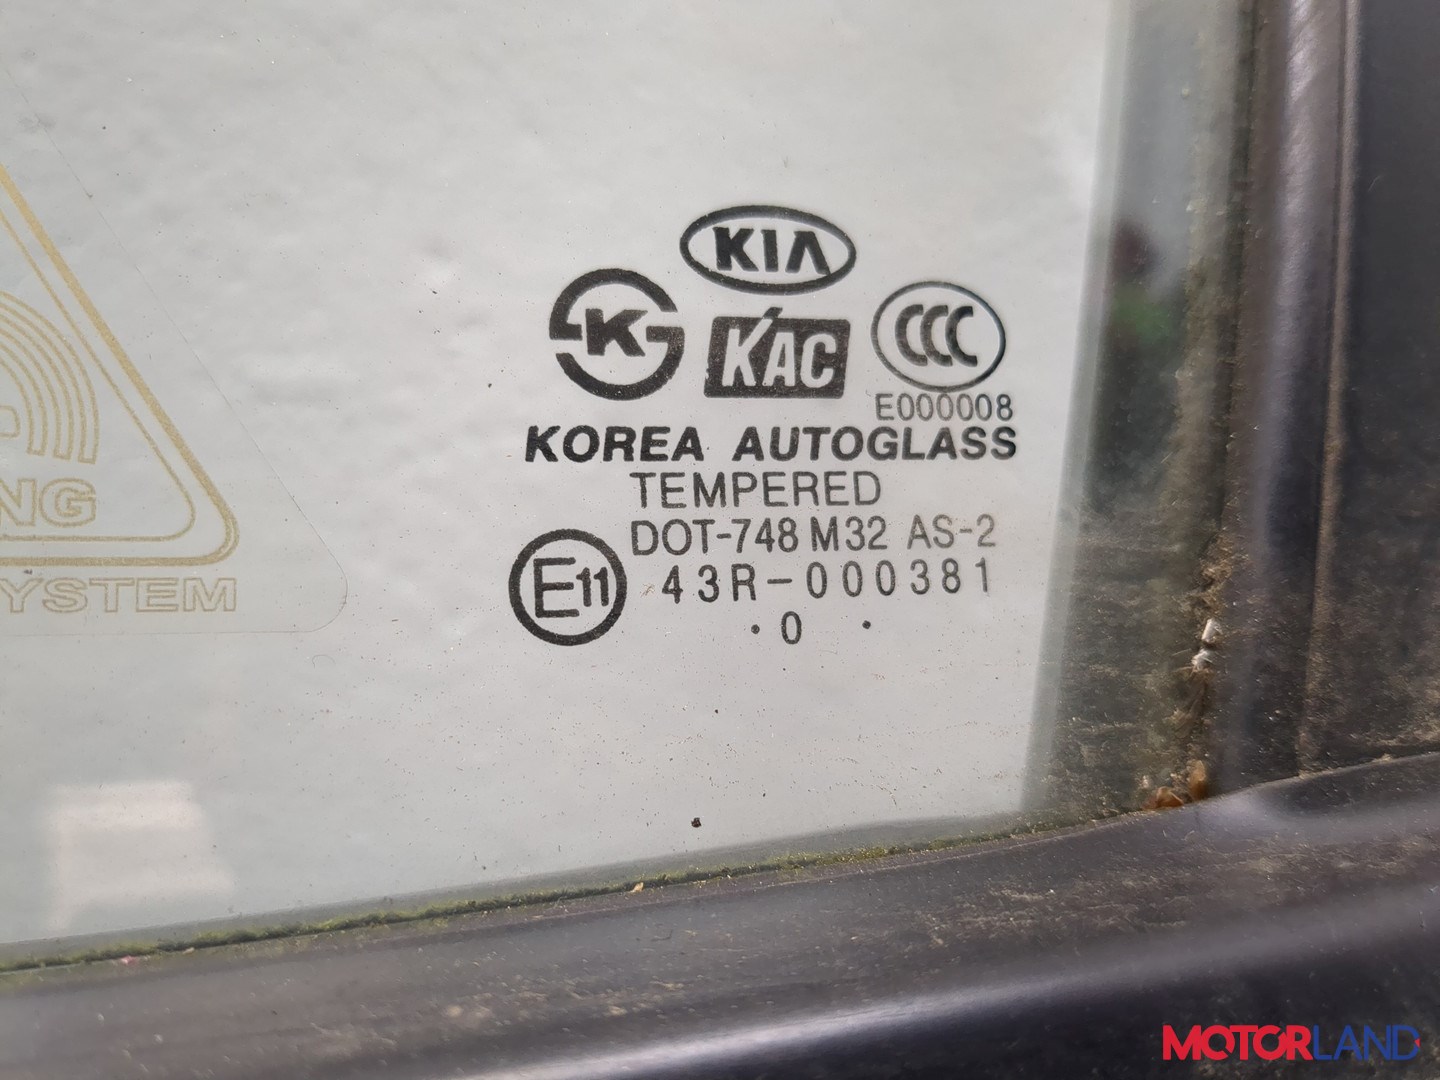 KIA
K
KAC
CCC
E000008
KOREA AUTOGLASS
TEMPERED
DOT-748 M32 AS-2
E11
43R-000381
. 0 .
NG
YSTEM
MOTORLAND